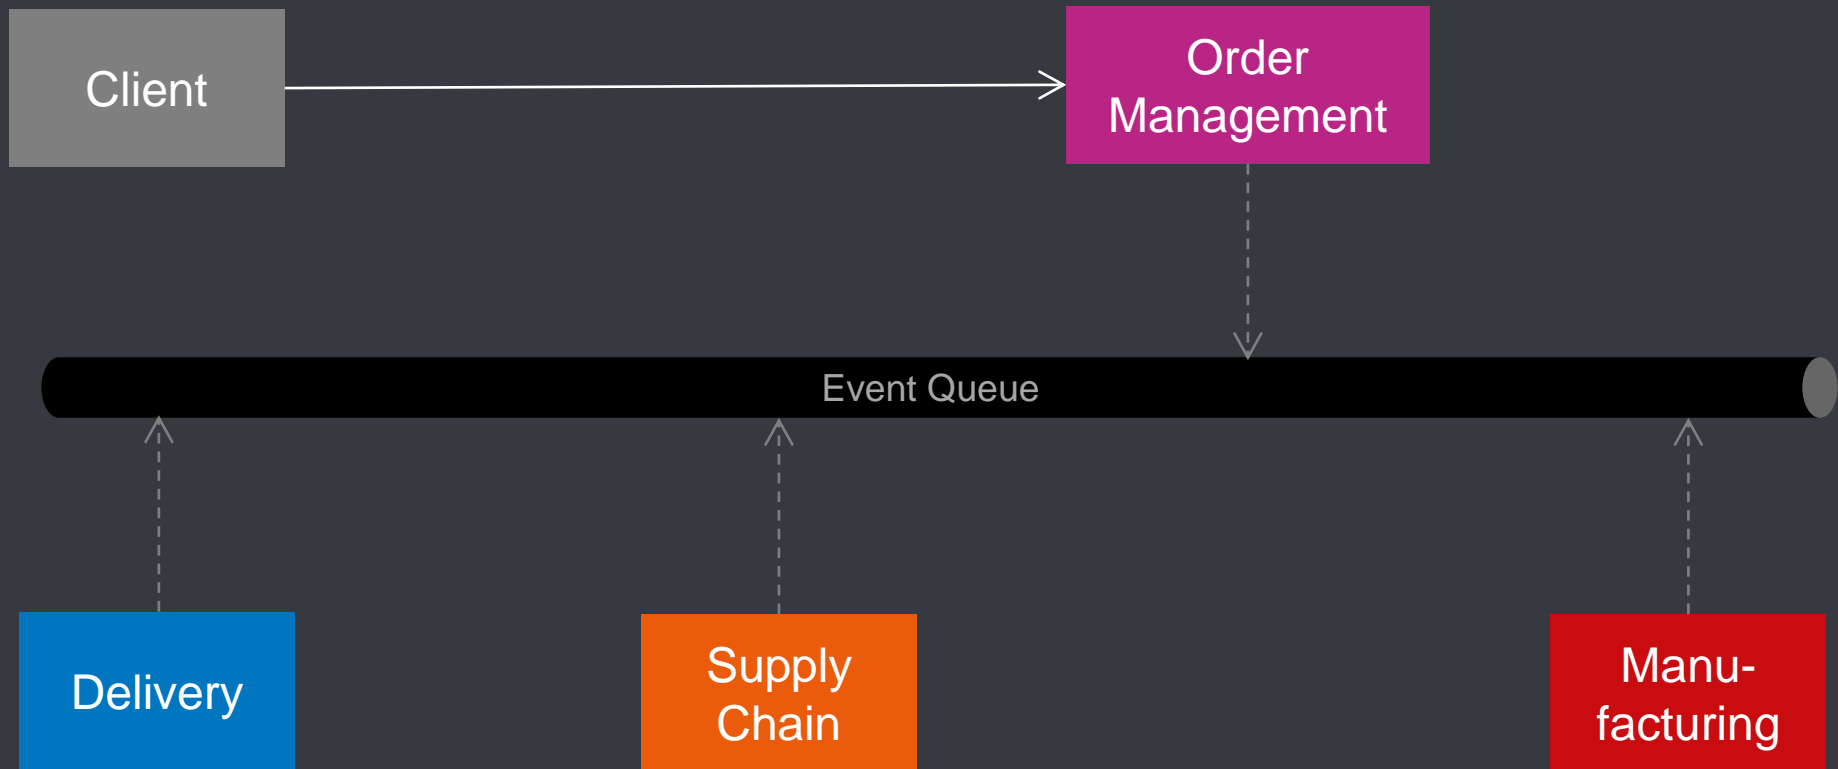 Client
Order
Management
Event Queue
Delivery
Supply
Chain
Manu-
facturing